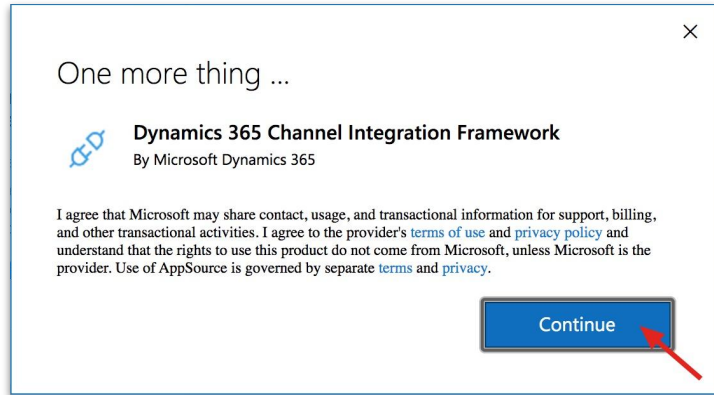 One more thing ...
Dynamics 365 Channel Integration Framework
By Microsoft Dynamics 365
I agree that Microsoft may share contact, usage, and transactional information for support, billing,
and other transactional activities. I agree to the provider's terms of use and privacy policy and
understand that the rights to use this product do not come from Microsoft, unless Microsoft is the
provider. Use of AppSource is governed by separate terms and privacy.
Continue